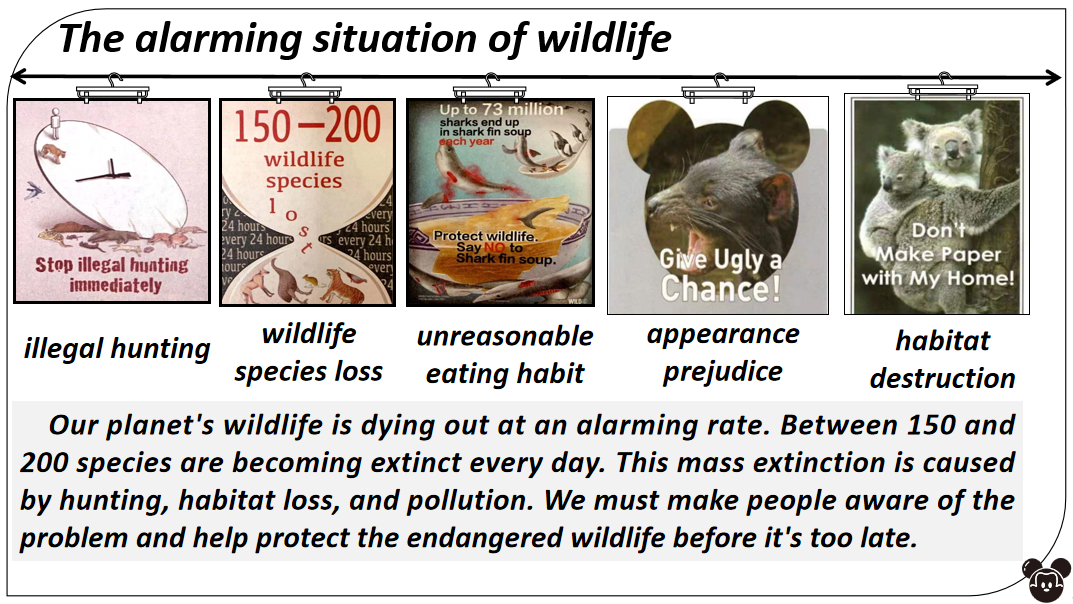 The alarming situation of wildlife
Stop illegal hunting
immediately
150-200
wildlife
species
lost
24 hours
every 24 hours
every 24 h
Up to 73 million
sharks end up
in shark fin soup
each year
Protect wildlife.
Say NO to
Shark fin soup.
Give Ugly a
Chance!
Don't
Make Paper
with My Home!
illegal hunting
wildlife
species loss
unreasonable
eating habit
appearance
prejudice
habitat
destruction
Our planet's wildlife is dying out at an alarming rate. Between 150 and
200 species are becoming extinct every day. This mass extinction is caused
by hunting, habitat loss, and pollution. We must make people aware of the
problem and help protect the endangered wildlife before it's too late.